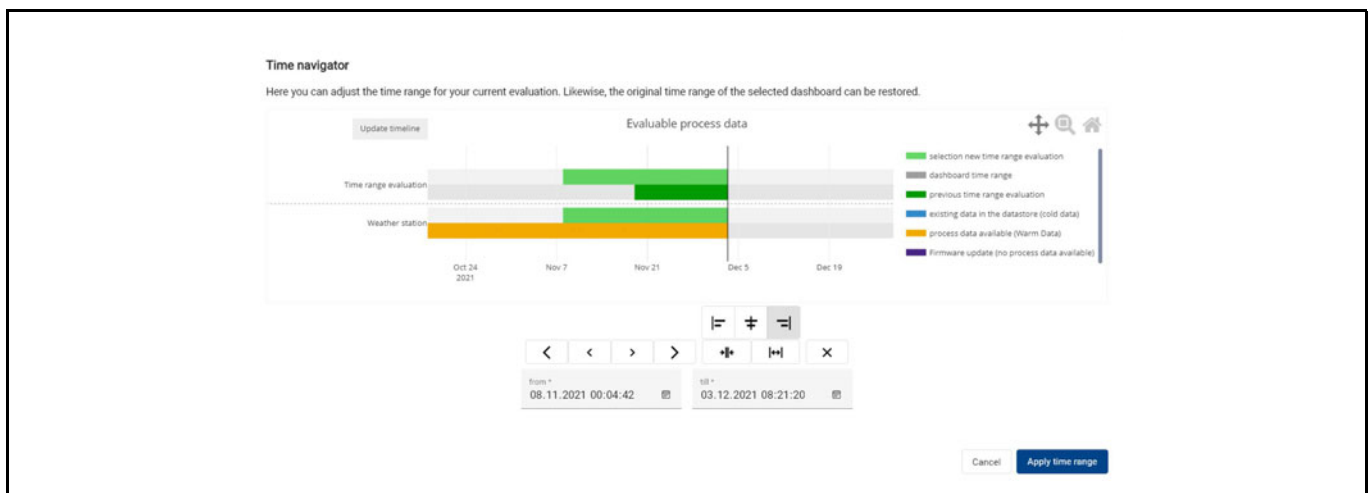 Time navigator
Here you can adjust the time range for your current evaluation. Likewise, the original time range of the selected dashboard can be restored.
Update timeline
Evaluable process data
selection new time range evaluation
dashboard time range
previous time range evaluation
existing data in the datastore (cold data)
process data available (Warm Data)
Firmware update (no process data available)
Time range evaluation
Weather station
Oct 24 Nov 7 Nov 21 Dec 5 Dec 19
2021
from * till *
08.11.2021 00:04:42 03.12.2021 08:21:20
Cancel Apply time range